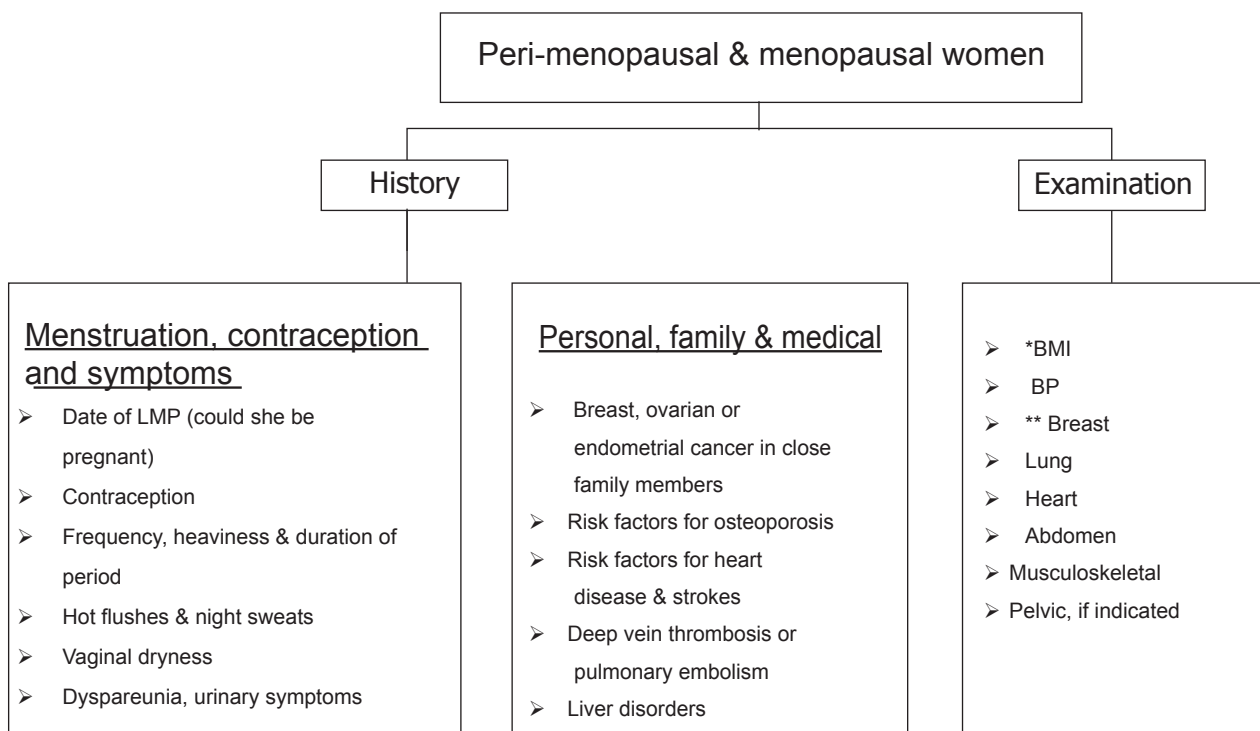 Peri-menopausal & menopausal women
History
Examination
Menstruation, contraception
and symptoms
➢ Date of LMP (could she be
pregnant)
➢ Contraception
➢ Frequency, heaviness & duration of
period
➢ Hot flushes & night sweats
➢ Vaginal dryness
➢ Dyspareunia, urinary symptoms
Personal, family & medical
➢ Breast, ovarian or
endometrial cancer in close
family members
➢ Risk factors for osteoporosis
➢ Risk factors for heart
disease & strokes
➢ Deep vein thrombosis or
pulmonary embolism
➢ Liver disorders
➢ *BMI
➢ BP
➢ ** Breast
➢ Lung
➢ Heart
➢ Abdomen
➢ Musculoskeletal
➢ Pelvic, if indicated